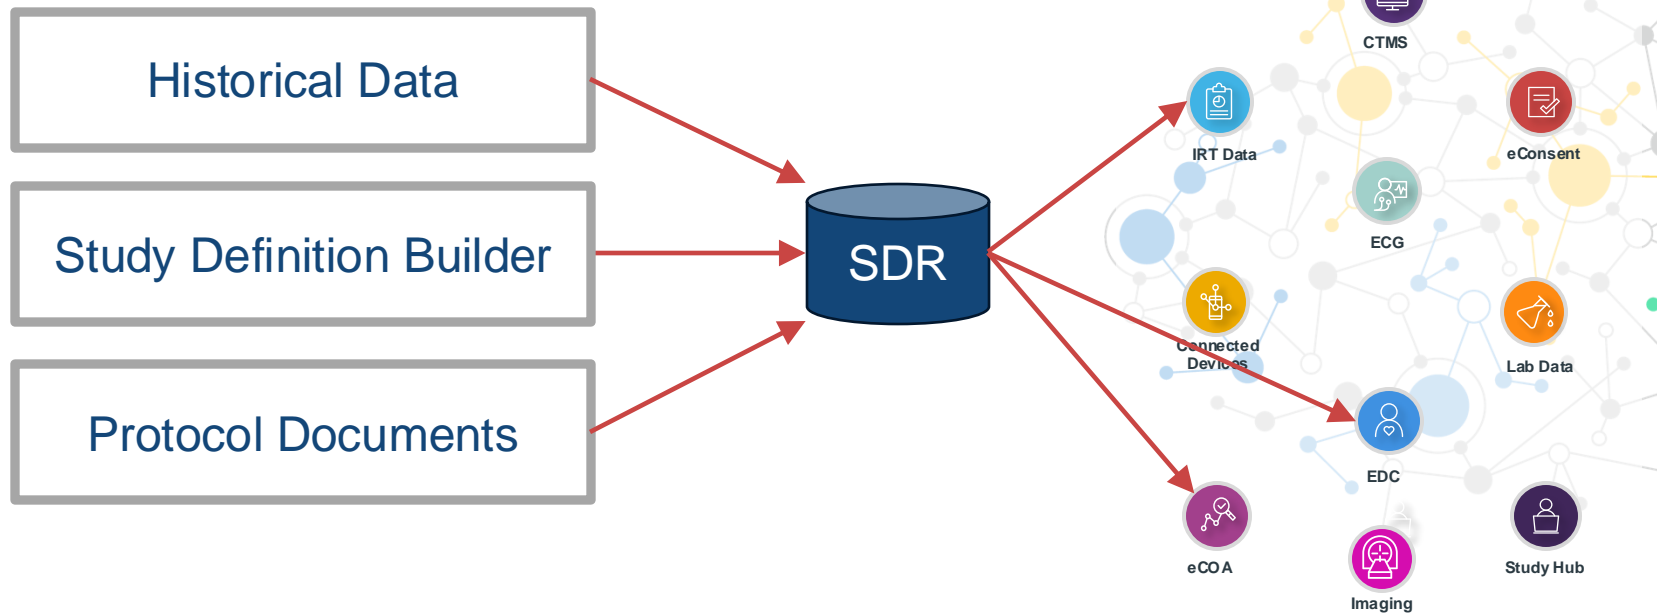 Historical Data
Study Definition Builder
Protocol Documents
SDR
CTMS
IRT Data
eConsent
ECG
Connected
Devices
Lab Data
EDC
eCOA
Study Hub
Imaging